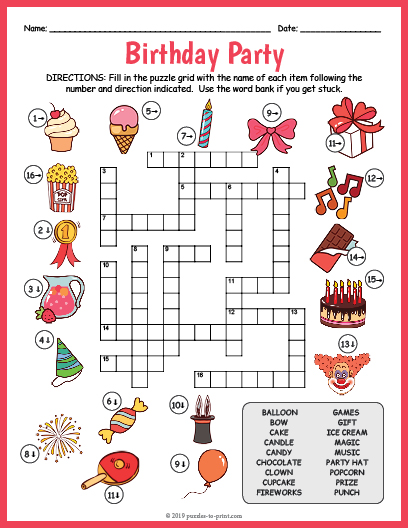 Name: ________________ Date: ________________
Birthday Party
DIRECTIONS: Fill in the puzzle grid with the name of each item following the
number and direction indicated. Use the word bank if you get stuck.
1→
5→
7→
9→
11→
16→
POP
CORN
12→
2↓
1
14→
3↓
15→
4↓
13↓
6↓
10↓
8↓
11↓
9↓
1 2
3 4
5 6
7
8 9
10
11
12 13
14
15
16
BALLOON GAMES
BOW GIFT
CAKE ICE CREAM
CANDLE MAGIC
CANDY MUSIC
CHOCOLATE PARTY HAT
CLOWN POPCORN
CUPCAKE PRIZE
FIREWORKS PUNCH
© 2019 puzzles-to-print.com